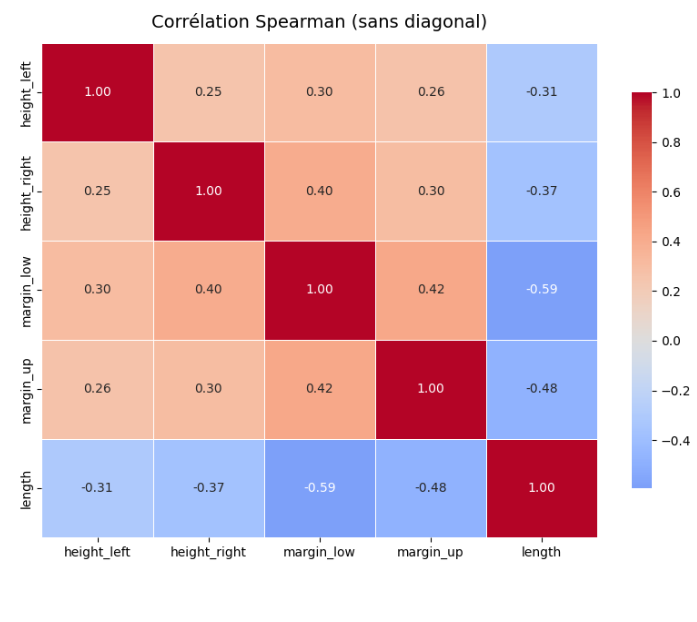 Corrélation Spearman (sans diagonal)
height_left 1.00 0.25 0.30 0.26 -0.31
height_right 0.25 1.00 0.40 0.30 -0.37
margin_low 0.30 0.40 1.00 0.42 -0.59
margin_up 0.26 0.30 0.42 1.00 -0.48
length -0.31 -0.37 -0.59 -0.48 1.00
height_left height_right margin_low margin_up length
1.0
0.8
0.6
0.4
0.2
0.0
−0.2
−0.4